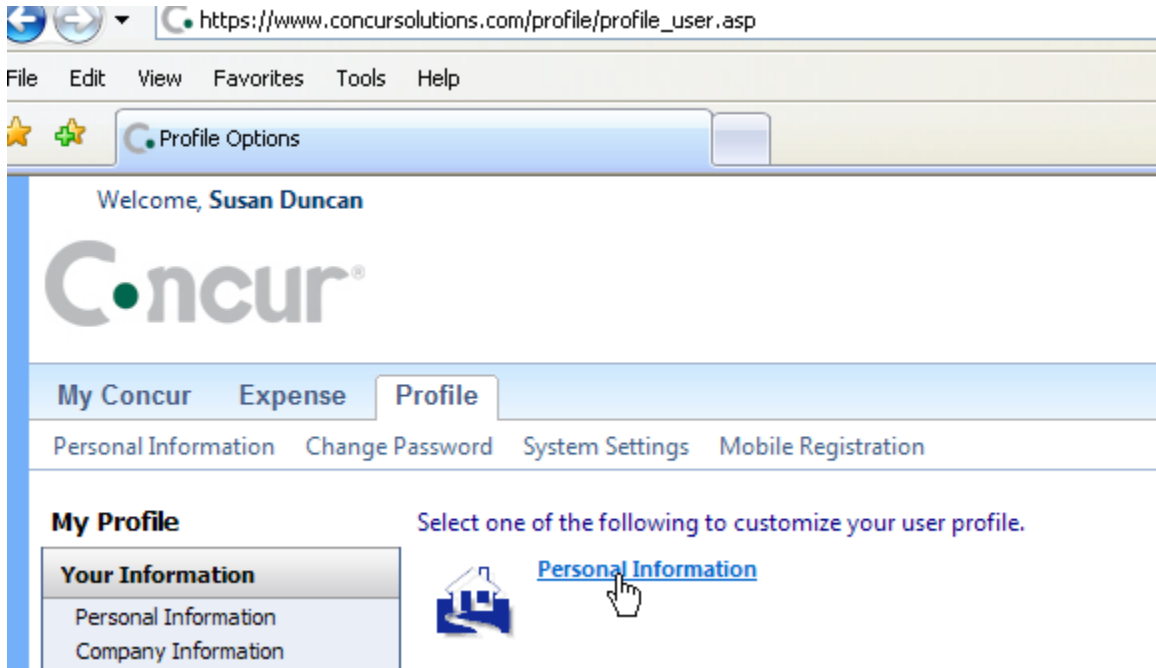 https://www.concursolutions.com/profile/profile_user.asp
File Edit View Favorites Tools Help
Profile Options
Welcome, Susan Duncan
Concur®
My Concur Expense Profile
Personal Information Change Password System Settings Mobile Registration
My Profile
Select one of the following to customize your user profile.
Your Information
Personal Information
Personal Information
Company Information